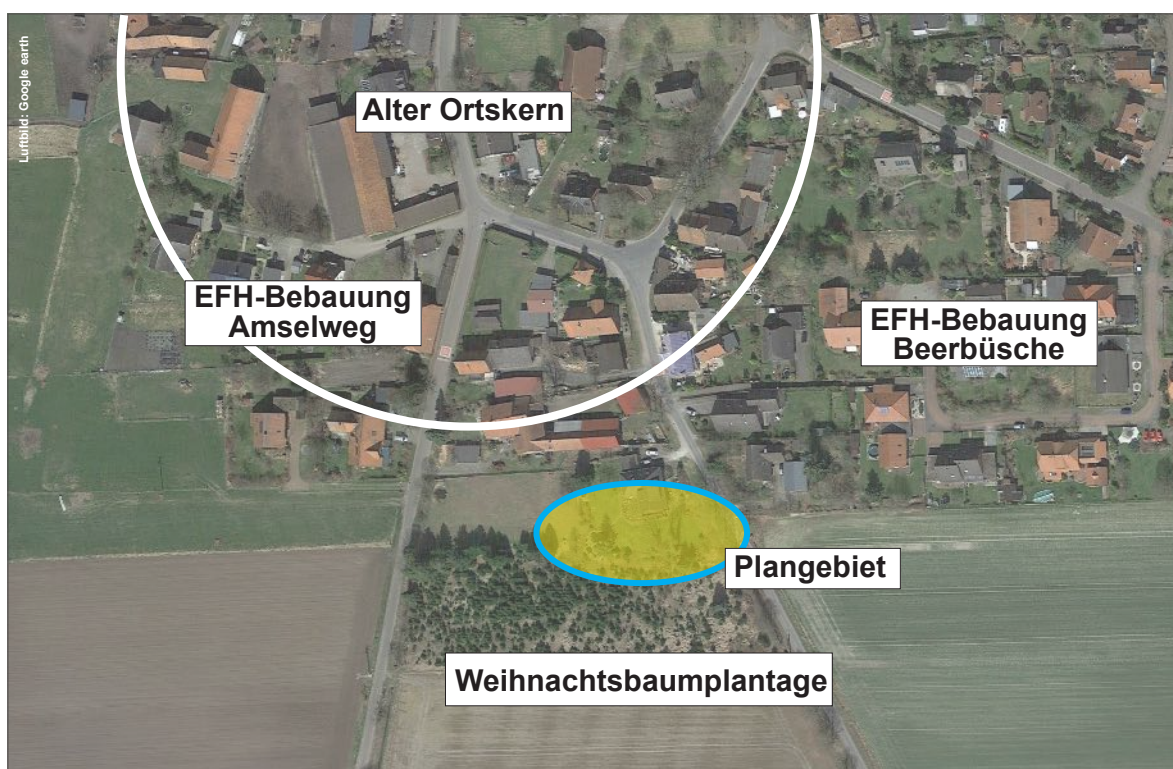 Luftbild: Google earth
Alter Ortskern
EFH-Bebauung
Amselweg
EFH-Bebauung
Beerbüsche
Plangebiet
Weihnachtsbaumplantage